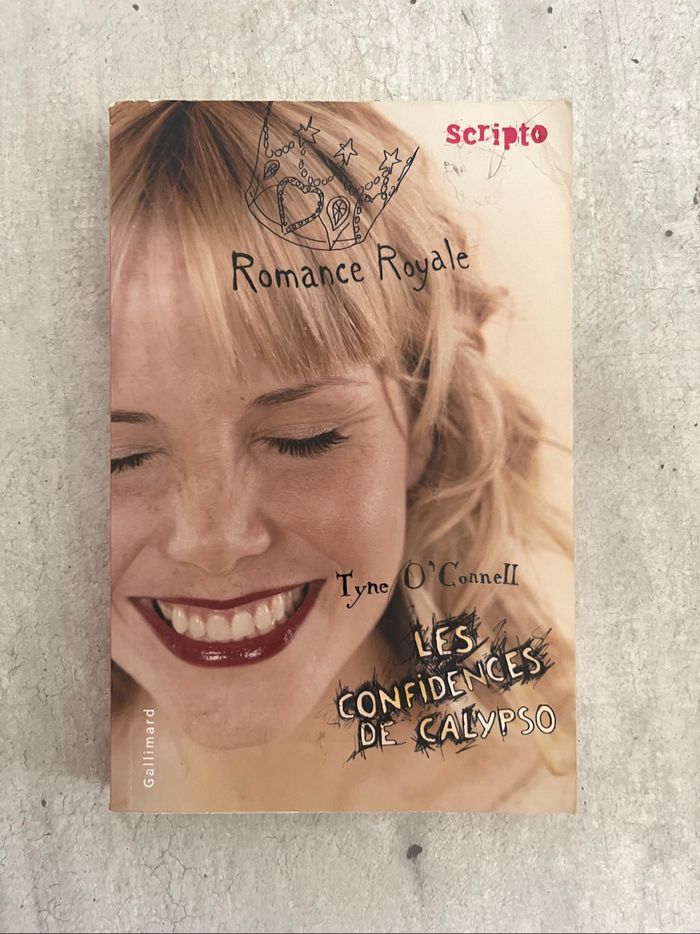 scripto
Romance Royale
Tyne O'Connell
LES
CONFIDENCES
DE CALYPSO
Gallimard